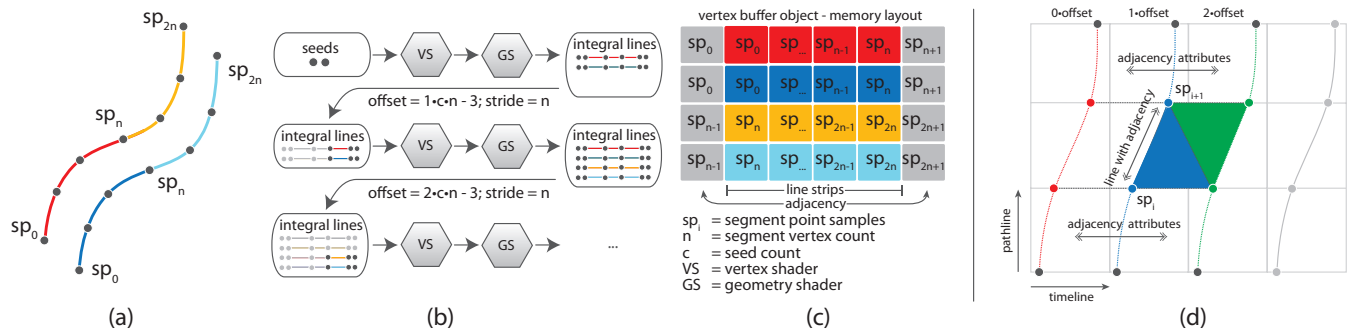 sp2n
sp2n
spn
spn
sp0
sp0
(a)
seeds
VS
GS
integral lines
offset = 1•c•n - 3; stride = n
integral lines
VS
GS
integral lines
offset = 2•c•n - 3; stride = n
integral lines
VS
GS
...
(b)
vertex buffer object - memory layout
sp0 sp0 sp... spn-1 spn spn+1
sp0 sp0 sp... spn-1 spn spn+1
spn-1 spn sp... sp2n-1 sp2n sp2n+1
spn-1 spn sp... sp2n-1 sp2n sp2n+1
line strips
adjacency
spi = segment point samples
n = segment vertex count
c = seed count
VS = vertex shader
GS = geometry shader
(c)
0•offset 1•offset 2•offset
adjacency attributes
spi+1
line with adjacency
spi
adjacency attributes
pathline
timeline
(d)